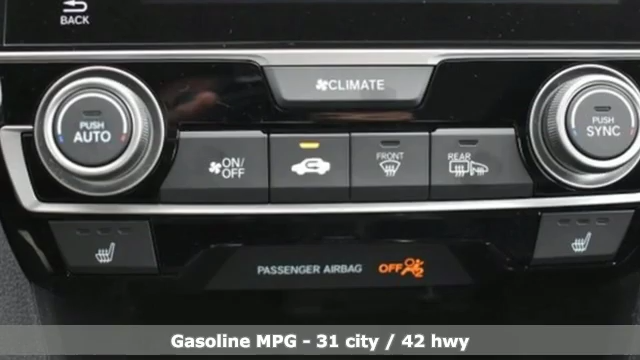 BACK
CLIMATE
PUSH
AUTO
PUSH
SYNC
ON/
OFF
FRONT
REAR
PASSENGER AIRBAG OFF
Gasoline MPG - 31 city / 42 hwy